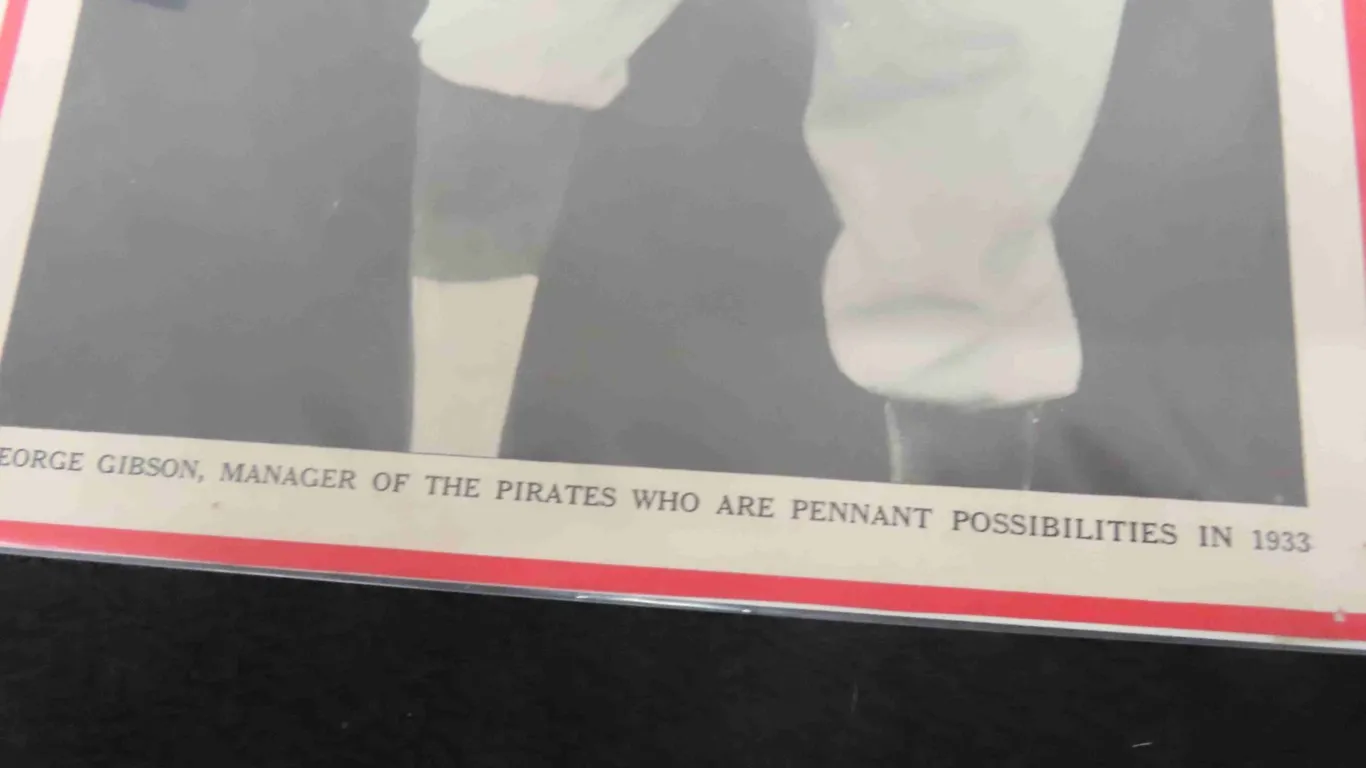 EORGE GIBSON, MANAGER OF THE PIRATES WHO ARE PENNANT POSSIBILITIES IN 1933